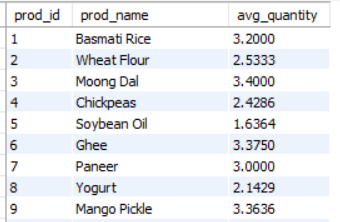 prod_id prod_name avg_quantity
1 Basmati Rice 3.2000
2 Wheat Flour 2.5333
3 Moong Dal 3.4000
4 Chickpeas 2.4286
5 Soybean Oil 1.6364
6 Ghee 3.3750
7 Paneer 3.0000
8 Yogurt 2.1429
9 Mango Pickle 3.3636